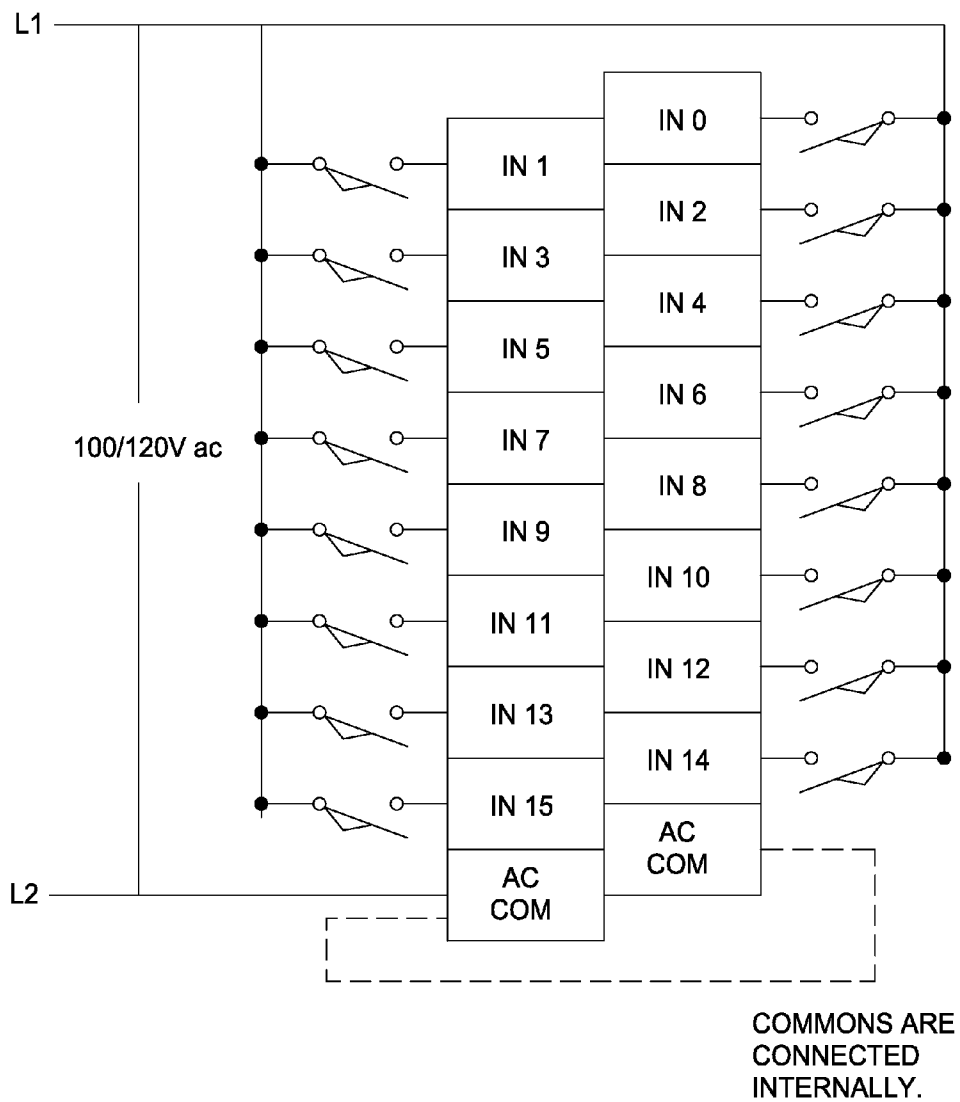 L1
IN 0
IN 1
IN 2
IN 3
IN 4
IN 5
IN 6
100/120V ac
IN 7
IN 8
IN 9
IN 10
IN 11
IN 12
IN 13
IN 14
IN 15
AC
COM
L2
AC
COM
COMMONS ARE
CONNECTED
INTERNALLY.